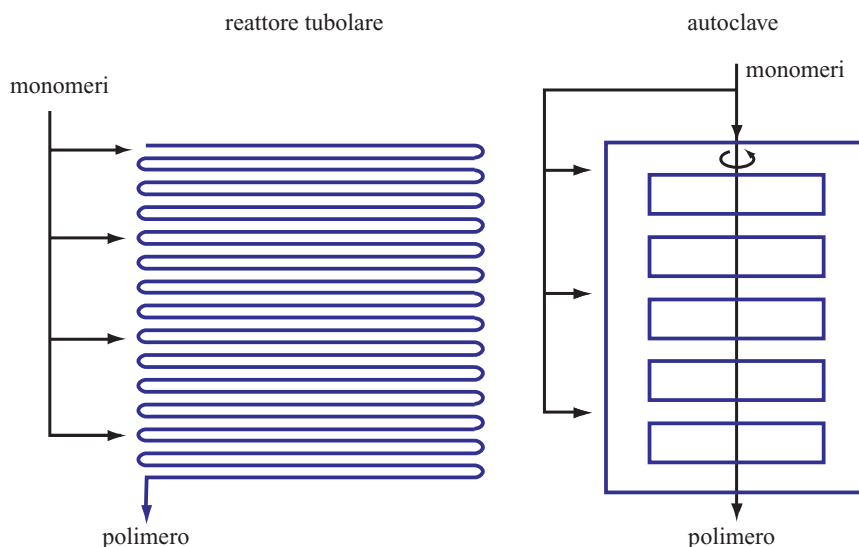 reattore tubolare
autoclave
monomeri
monomeri
polimero
polimero